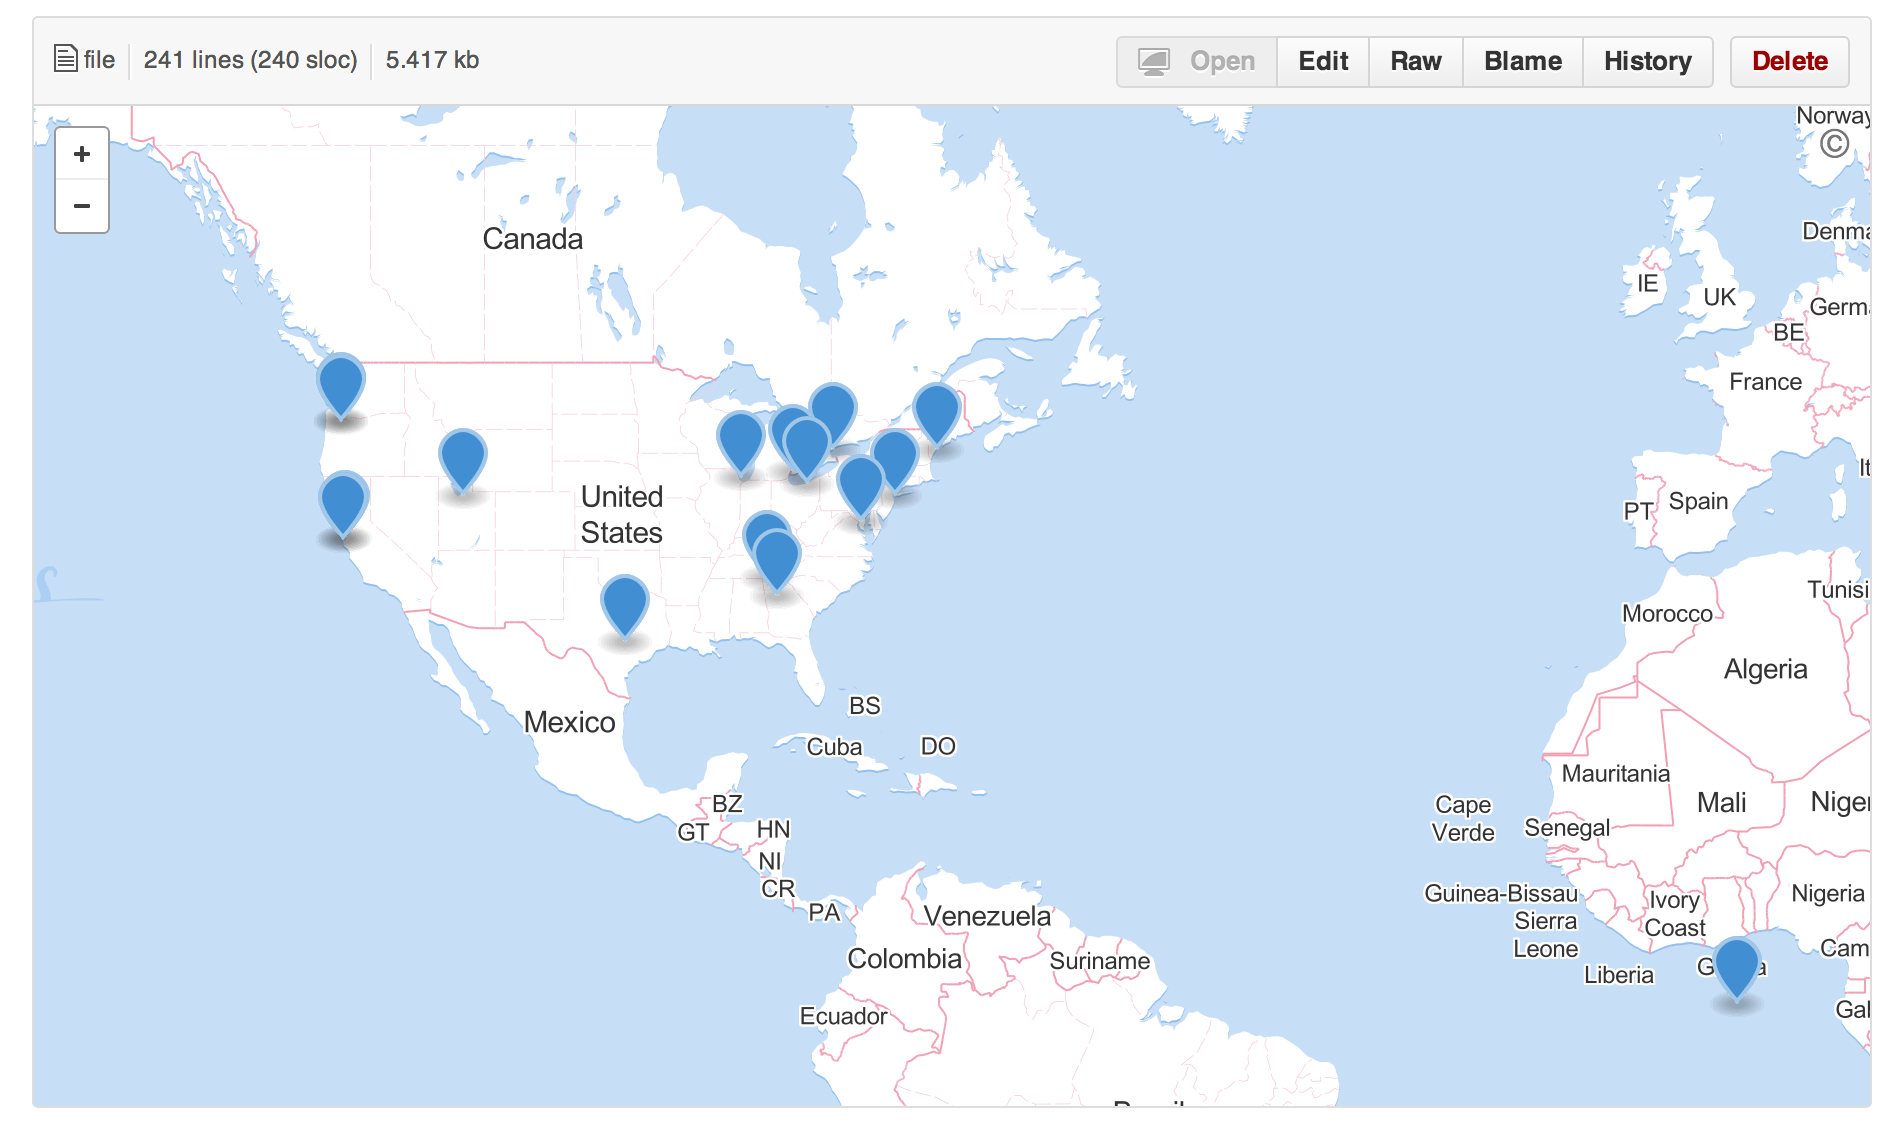 file 241 lines (240 sloc) 5.417 kb Open Edit Raw Blame History Delete
Norway
©
+
−
Canada
Denma
IE
UK
Germ
BE
France
United
States
It
PT
Spain
Tunisi
Morocco
Algeria
BS
Mexico
Cuba
DO
Mauritania
Mali
Niger
BZ
Cape
Verde
GT
HN
Senegal
NI
CR
Guinea-Bissau
Ivory
Coast
Nigeria
PA
Venezuela
Sierra
Leone
Colombia
Suriname
Liberia
Cam
Gal
Ecuador